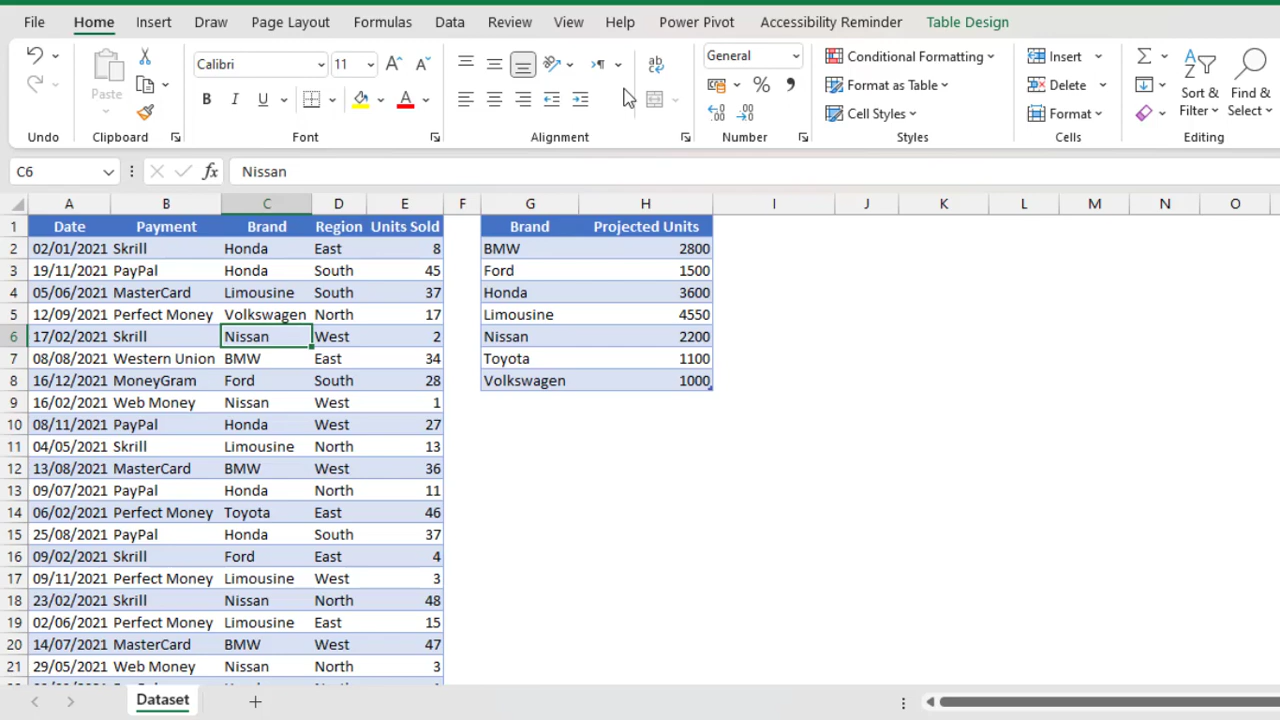 File Home Insert Draw Page Layout Formulas Data Review View Help Power Pivot Accessibility Reminder Table Design
Calibri 11 General Conditional Formatting Insert
Paste Format as Table Delete Sort & Find &
B I U A % Cell Styles Format Filter Select
Undo Clipboard Font Alignment Number Styles Cells Editing
C6 fx Nissan
A B C D E F G H I J K L M N O
1 Date Payment Brand Region Units Sold Brand Projected Units
2 02/01/2021 Skrill Honda East 8 BMW 2800
3 19/11/2021 PayPal Honda South 45 Ford 1500
4 05/06/2021 MasterCard Limousine South 37 Honda 3600
5 12/09/2021 Perfect Money Volkswagen North 17 Limousine 4550
6 17/02/2021 Skrill Nissan West 2 Nissan 2200
7 08/08/2021 Western Union BMW East 34 Toyota 1100
8 16/12/2021 MoneyGram Ford South 28 Volkswagen 1000
9 16/02/2021 Web Money Nissan West 1
10 08/11/2021 PayPal Honda West 27
11 04/05/2021 Skrill Limousine North 13
12 13/08/2021 MasterCard BMW West 36
13 09/07/2021 PayPal Honda North 11
14 06/02/2021 Perfect Money Toyota East 46
15 25/08/2021 PayPal Honda South 37
16 09/02/2021 Skrill Ford East 4
17 09/11/2021 Perfect Money Limousine West 3
18 23/02/2021 Skrill Nissan North 48
19 02/06/2021 Perfect Money Limousine East 15
20 14/07/2021 MasterCard BMW West 47
21 29/05/2021 Web Money Nissan North 3
Dataset